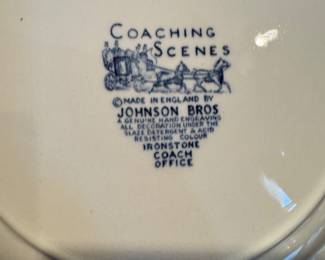 COACHING
SCENES
© MADE IN ENGLAND BY
JOHNSON BROS
A GENUINE HAND ENGRAVING
ALL DECORATION UNDER THE
GLAZE DETERGENT & ACID
RESISTING COLOUR
IRONSTONE
COACH
OFFICE